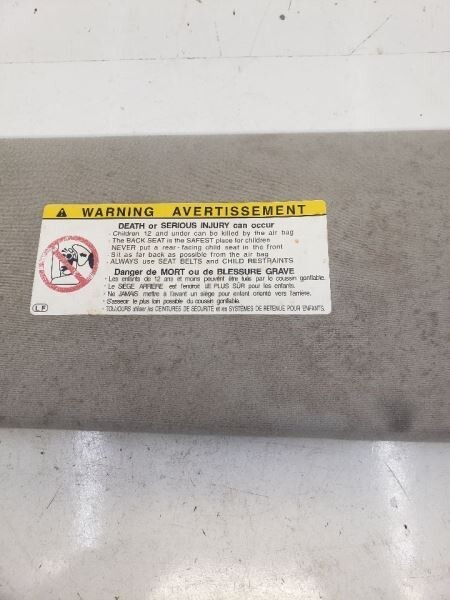 WARNING AVERTISSEMENT
DEATH or SERIOUS INJURY can occur
- Children 12 and under can be killed by the air bag
- The BACK SEAT is the SAFEST place for children
NEVER put a rear-facing child seat in the front
- Sit as far back as possible from the air bag
- ALWAYS use SEAT BELTS and CHILD RESTRAINTS
Danger de MORT ou de BLESSURE GRAVE
- Les enfants de 12 ans et moins peuvent être tués par le coussin gonflable.
- Le SIÈGE ARRIÈRE est l'endroit LE PLUS SÛR pour les enfants.
- Ne JAMAIS mettre à l'avant un siège pour enfant orienté vers l'arrière.
- S'asseoir le plus loin possible du coussin gonflable.
- TOUJOURS utiliser les CEINTURES DE SÉCURITÉ et les SYSTÈMES DE RETENUE POUR ENFANTS.
LF